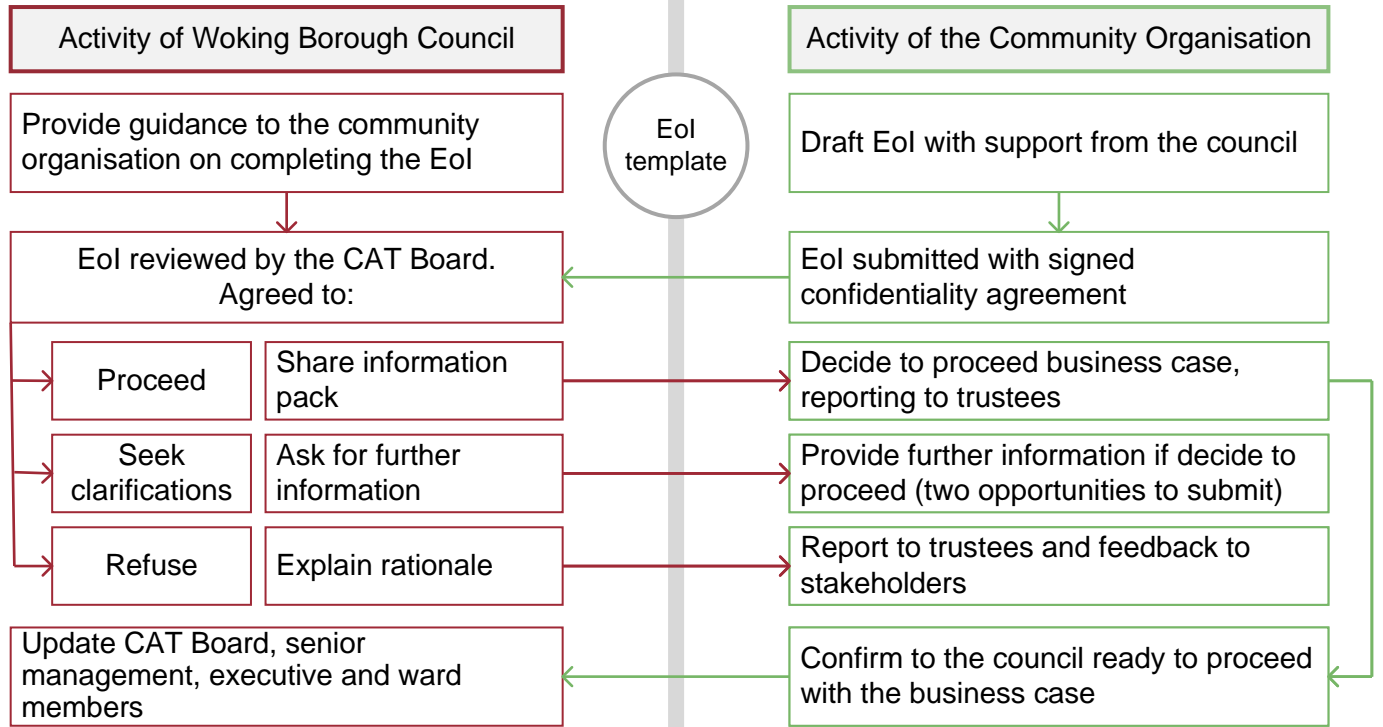 Activity of Woking Borough Council
Activity of the Community Organisation
Provide guidance to the community
organisation on completing the EoI
EoI
template
Draft EoI with support from the council
EoI reviewed by the CAT Board.
Agreed to:
EoI submitted with signed
confidentiality agreement
Proceed
Share information
pack
Decide to proceed business case,
reporting to trustees
Seek
clarifications
Ask for further
information
Provide further information if decide to
proceed (two opportunities to submit)
Refuse
Explain rationale
Report to trustees and feedback to
stakeholders
Update CAT Board, senior
management, executive and ward
members
Confirm to the council ready to proceed
with the business case